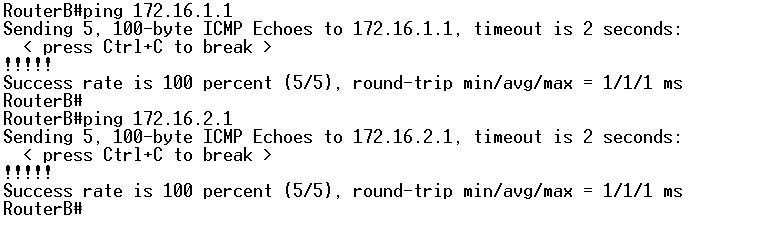 RouterB#ping 172.16.1.1
Sending 5, 100-byte ICMP Echoes to 172.16.1.1, timeout is 2 seconds:
  < press Ctrl+C to break >
!!!!!
Success rate is 100 percent (5/5), round-trip min/avg/max = 1/1/1 ms
RouterB#
RouterB#ping 172.16.2.1
Sending 5, 100-byte ICMP Echoes to 172.16.2.1, timeout is 2 seconds:
  < press Ctrl+C to break >
!!!!!
Success rate is 100 percent (5/5), round-trip min/avg/max = 1/1/1 ms
RouterB#